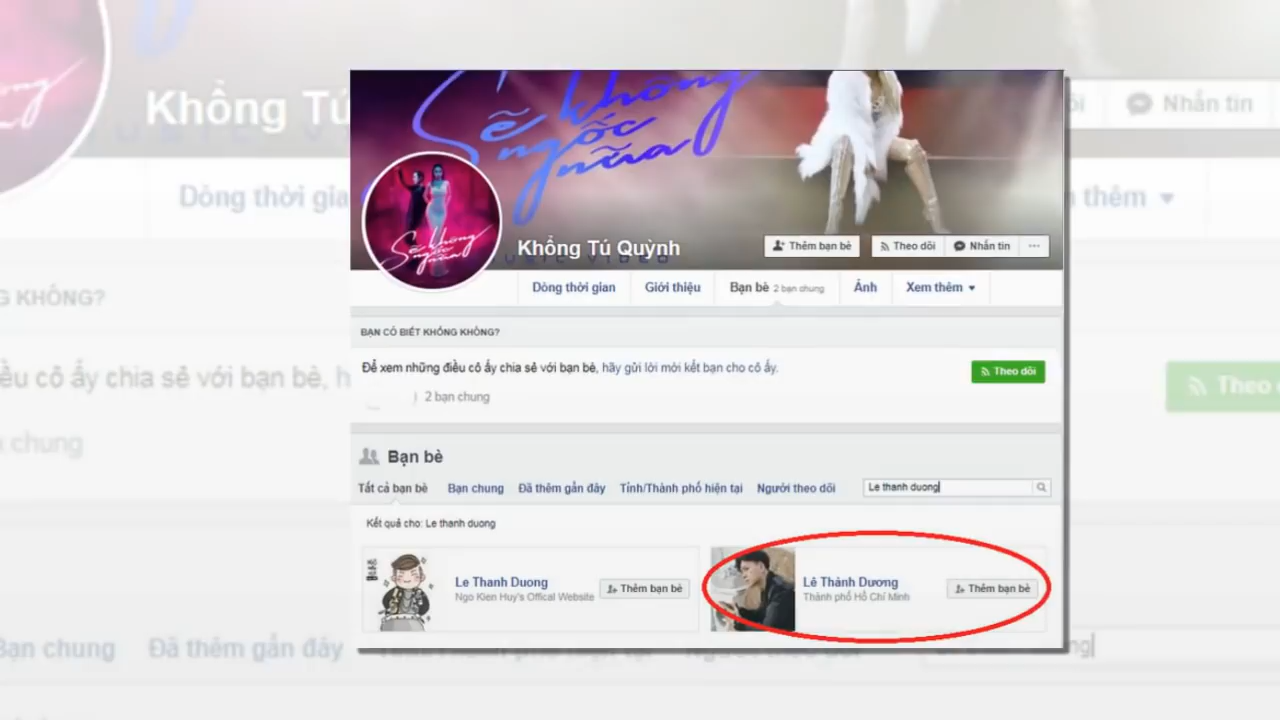 Khổng Tú
Nhắn tin
Dòng thời gia
thêm
G KHÔNG?
ều cô ấy chia sẻ với bạn bè, h
Theo
chung
Bạn chung
Đã thêm gần đây
Sẽ không
ngốc
nữa
Sẽ không
ngốc
nữa
Khổng Tú Quỳnh
Thêm bạn bè
Theo dõi
Nhắn tin
···
Dòng thời gian
Giới thiệu
Bạn bè 2 bạn chung
Ảnh
Xem thêm
BẠN CÓ BIẾT KHỔNG KHÔNG?
Để xem những điều cô ấy chia sẻ với bạn bè, hãy gửi lời mời kết bạn cho cô ấy.
Theo dõi
2 bạn chung
Bạn bè
Tất cả bạn bè
Bạn chung
Đã thêm gần đây
Tỉnh/Thành phố hiện tại
Người theo dõi
Le thanh duong
Kết quả cho: Le thanh duong
Le Thanh Duong
Ngo Kien Huy's Offical Website
Thêm bạn bè
Lê Thành Dương
Thành phố Hồ Chí Minh
Thêm bạn bè